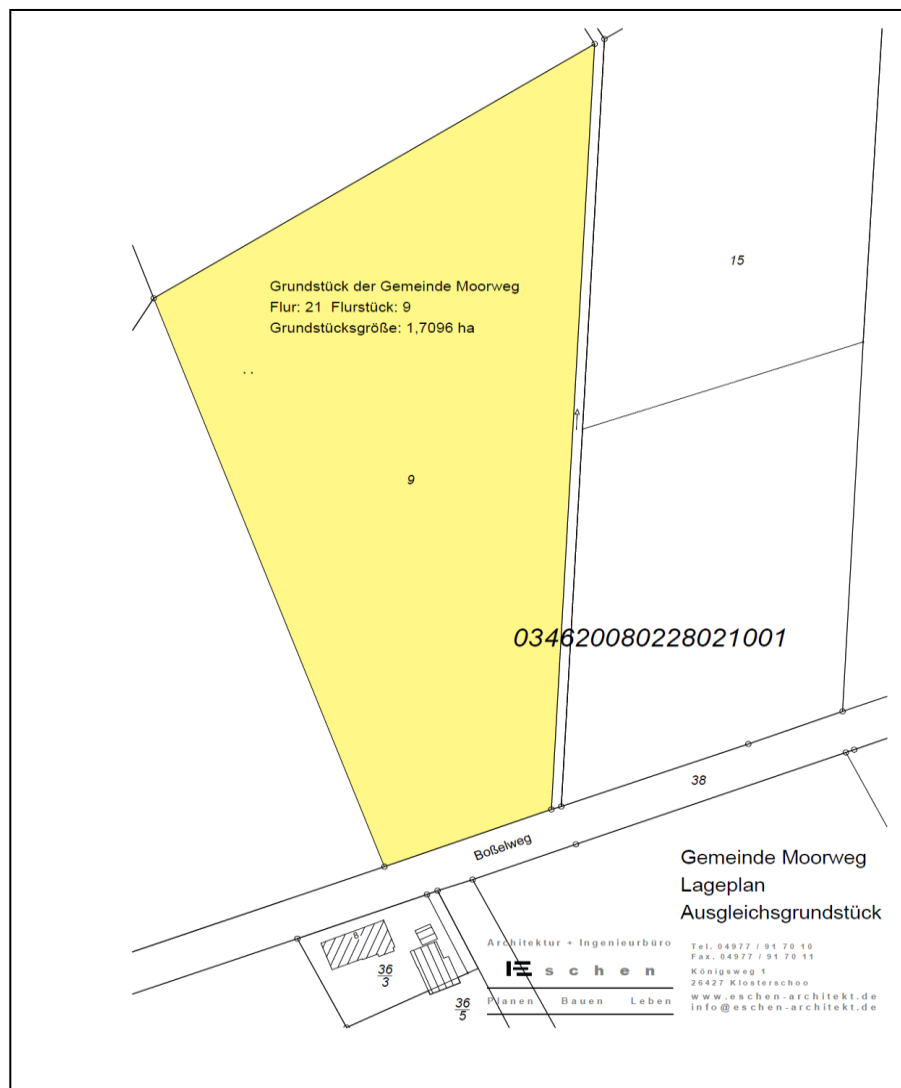 15
Grundstück der Gemeinde Moorweg
Flur: 21 Flurstück: 9
Grundstücksgröße: 1,7096 ha
9
034620080228021001
38
Boßelweg
Gemeinde Moorweg
Lageplan
Ausgleichsgrundstück
8
36
3
36
5
Architektur + Ingenieurbüro
Eschen
Planen Bauen Leben
Tel. 04977 / 91 70 10
Fax. 04977 / 91 70 11
Königsweg 1
26427 Klosterschoo
www.eschen-architekt.de
info@eschen-architekt.de